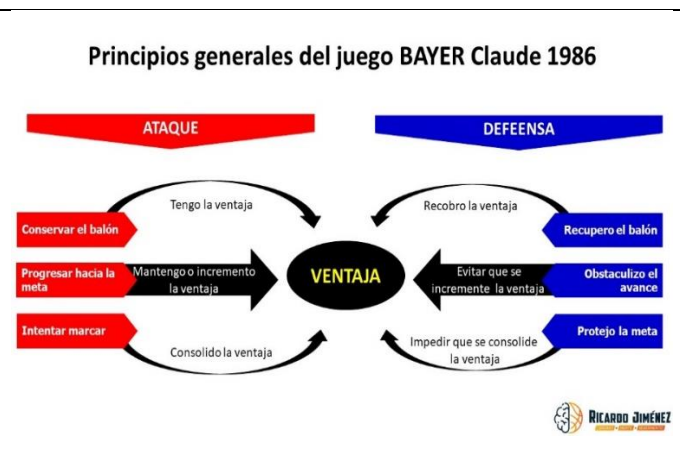 Principios generales del juego BAYER Claude 1986
ATAQUE
DEFEENSA
Tengo la ventaja
Recobro la ventaja
Conservar el balón
Recupero el balón
Progresar hacia la
meta
Mantengo o incremento
la ventaja
VENTAJA
Evitar que se
incremente la ventaja
Obstaculizo el
avance
Intentar marcar
Consolido la ventaja
Impedir que se consolide
la ventaja
Protejo la meta
RICARDO JIMÉNEZ